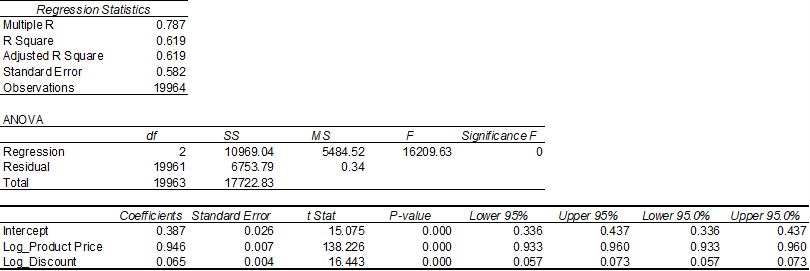 Regression Statistics
Multiple R 0.787
R Square 0.619
Adjusted R Square 0.619
Standard Error 0.582
Observations 19964
ANOVA
df SS MS F Significance F
Regression 2 10969.04 5484.52 16209.63 0
Residual 19961 6753.79 0.34
Total 19963 17722.83
Coefficients Standard Error t Stat P-value Lower 95% Upper 95% Lower 95.0% Upper 95.0%
Intercept 0.387 0.026 15.075 0.000 0.336 0.437 0.336 0.437
Log_Product Price 0.946 0.007 138.226 0.000 0.933 0.960 0.933 0.960
Log_Discount 0.065 0.004 16.443 0.000 0.057 0.073 0.057 0.073